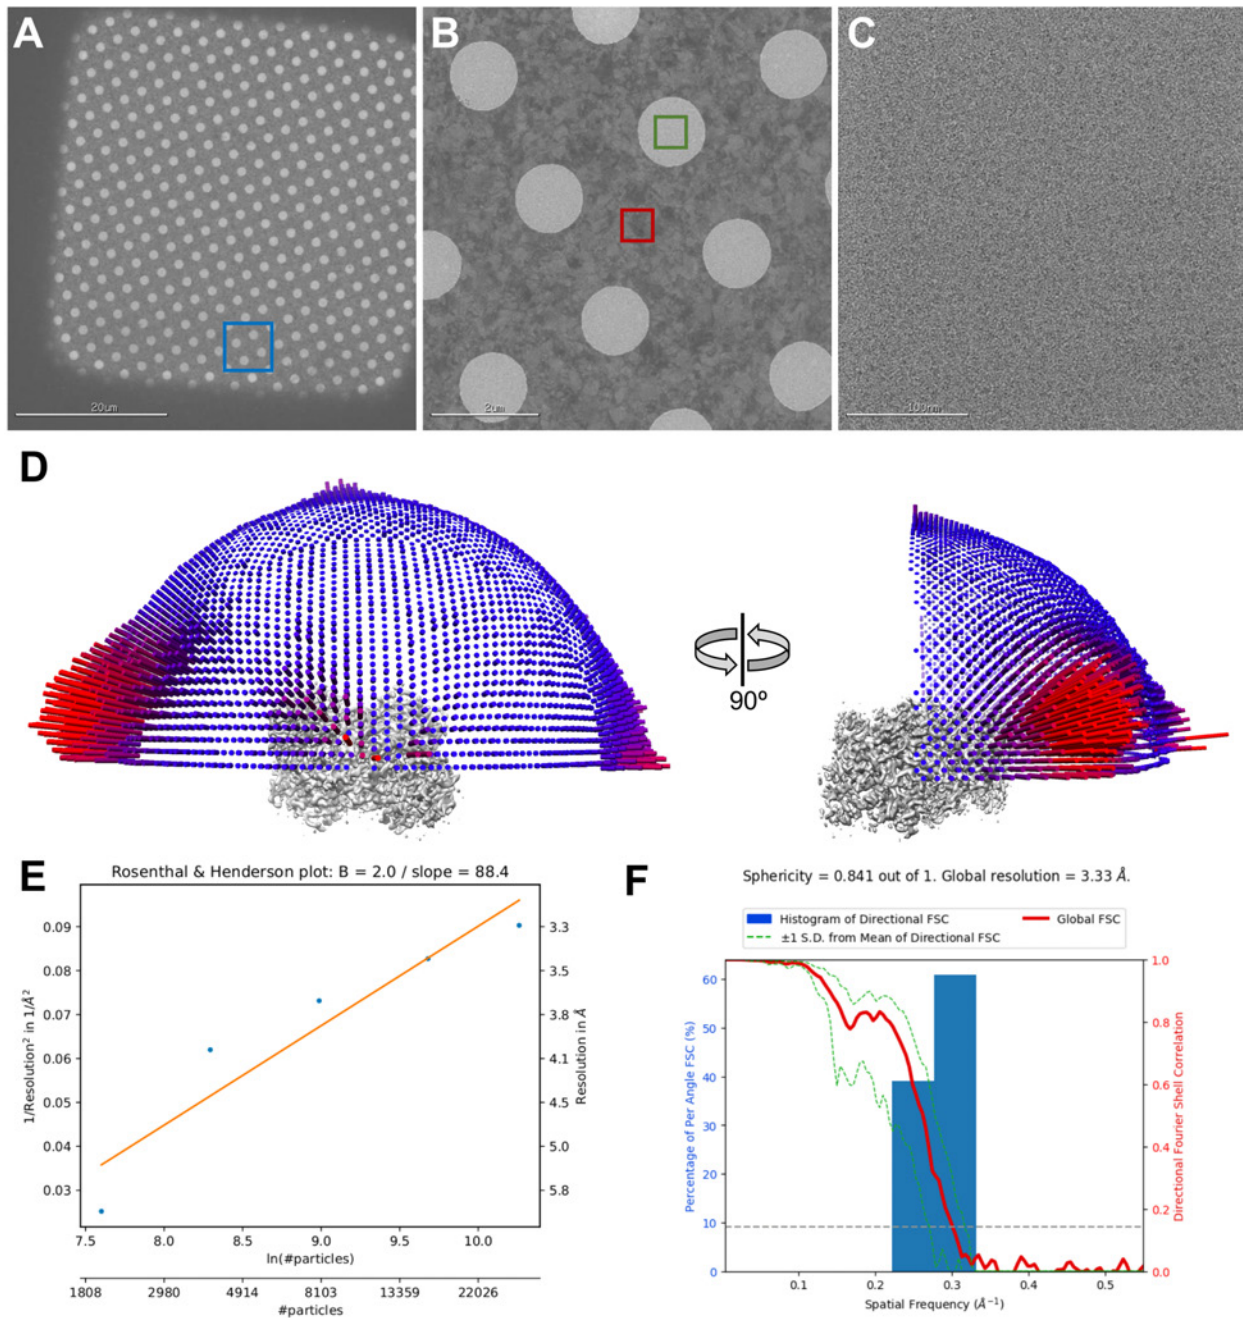 A
B
C
20um
2um
100nm
D
90º
E
Rosenthal & Henderson plot: B = 2.0 / slope = 88.4
0.09
0.08
0.07
0.06
0.05
0.04
0.03
1/Resolution² in 1/Å²
3.3
3.5
3.8
4.1
4.5
5.0
5.8
Resolution in Å
7.5
8.0
8.5
9.0
9.5
10.0
ln(#particles)
1808
2980
4914
8103
13359
22026
#particles
F
Sphericity = 0.841 out of 1. Global resolution = 3.33 Å.
Histogram of Directional FSC
Global FSC
±1 S.D. from Mean of Directional FSC
60
50
40
30
20
10
0
Percentage of Per Angle FSC (%)
1.0
0.8
0.6
0.4
0.2
0.0
Directional Fourier Shell Correlation
0.1
0.2
0.3
0.4
0.5
Spatial Frequency (Å⁻¹)